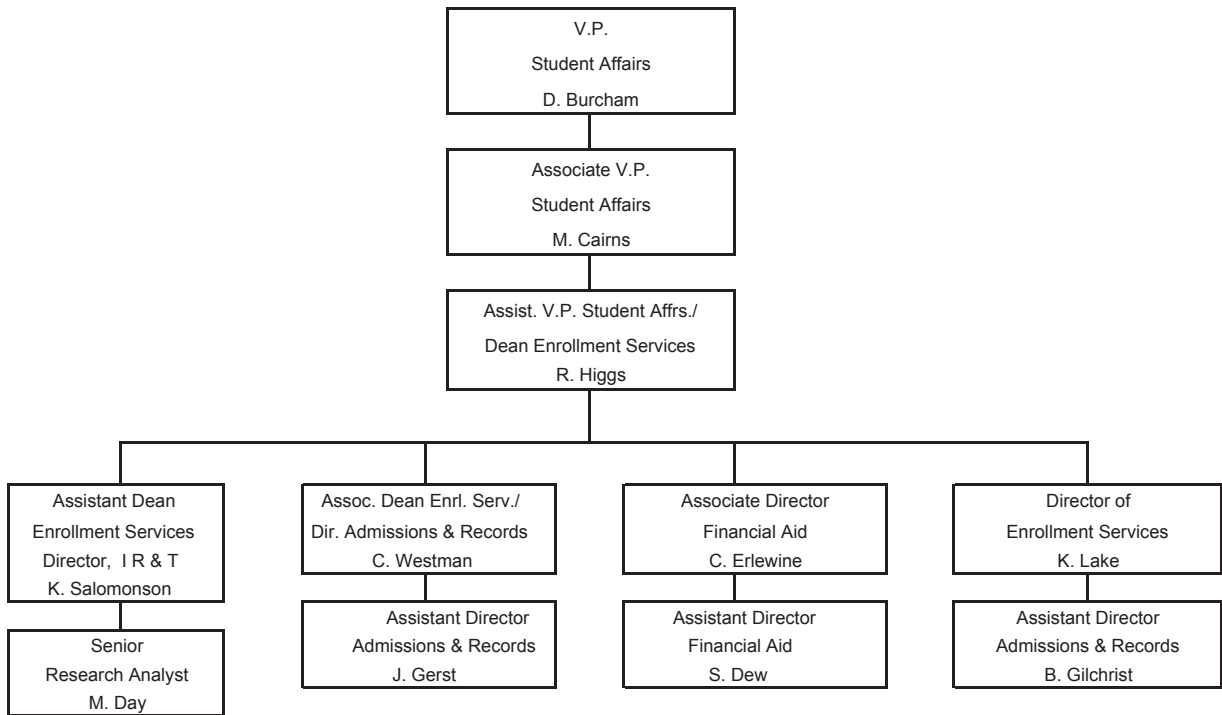 V.P.
Student Affairs
D. Burcham
Associate V.P.
Student Affairs
M. Cairns
Assist. V.P. Student Affrs./
Dean Enrollment Services
R. Higgs
Assistant Dean
Enrollment Services
Director, I R & T
K. Salomonson
Assoc. Dean Enrl. Serv./
Dir. Admissions & Records
C. Westman
Associate Director
Financial Aid
C. Erlewine
Director of
Enrollment Services
K. Lake
Senior
Research Analyst
M. Day
Assistant Director
Admissions & Records
J. Gerst
Assistant Director
Financial Aid
S. Dew
Assistant Director
Admissions & Records
B. Gilchrist